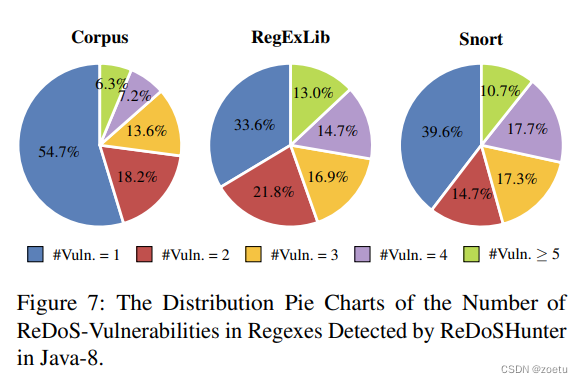 Corpus
RegExLib
Snort
6.3%
7.2%
13.6%
18.2%
54.7%
13.0%
14.7%
16.9%
21.8%
33.6%
10.7%
17.7%
17.3%
14.7%
39.6%
#Vuln. = 1 #Vuln. = 2 #Vuln. = 3 #Vuln. = 4 #Vuln. ≥ 5
Figure 7: The Distribution Pie Charts of the Number of
ReDoS-Vulnerabilities in Regexes Detected by ReDoSHunter
in Java-8.
CSDN @zoetu